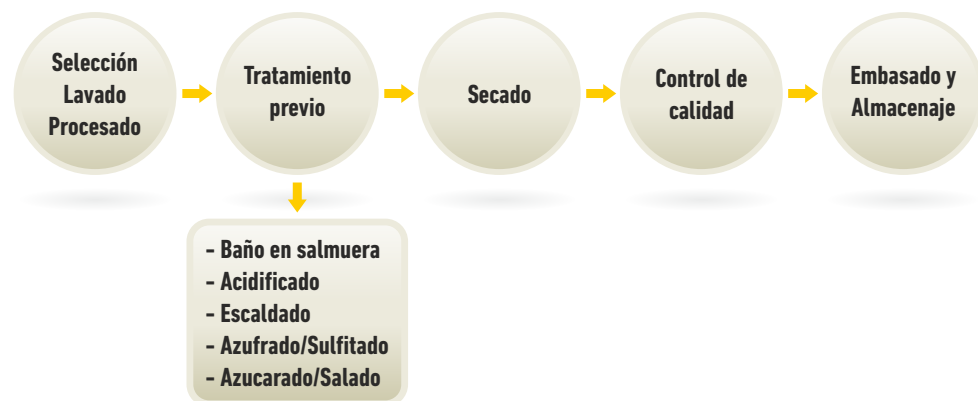 Selección
Lavado
Procesado
Tratamiento
previo
Secado
Control de
calidad
Embasado y
Almacenaje
- Baño en salmuera
- Acidificado
- Escaldado
- Azufrado/Sulfitado
- Azucarado/Salado